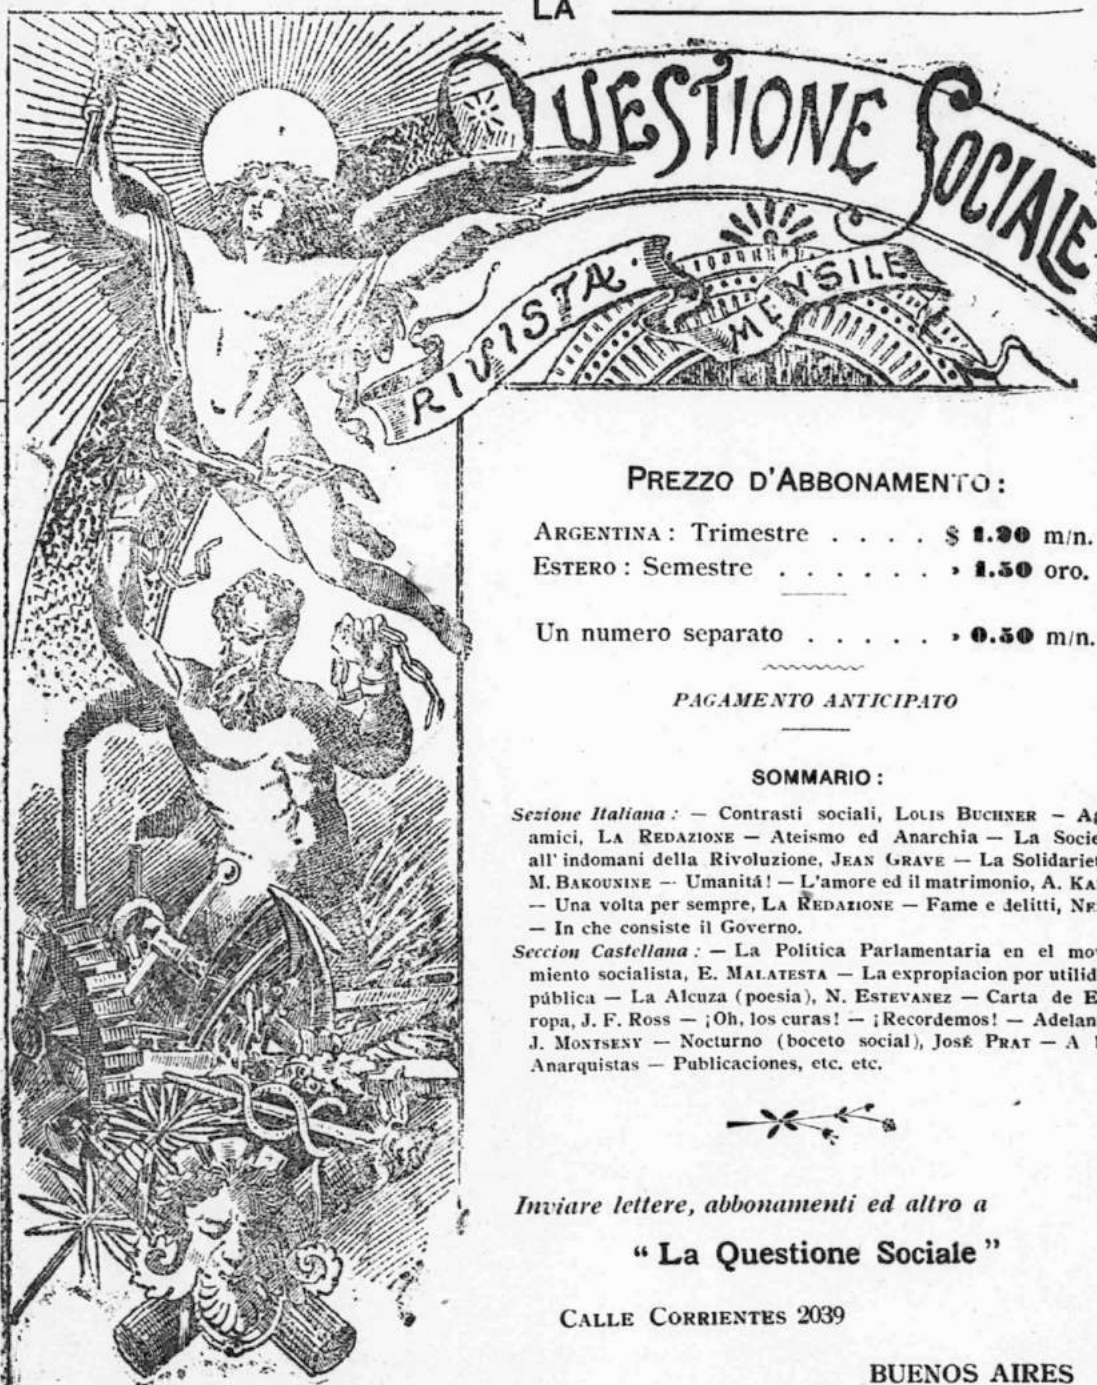 LA
QUESTIONE SOCIALE
RIVISTA MENSILE
PREZZO D'ABBONAMENTO:
ARGENTINA: Trimestre . . . . $ 1.20 m/n.
ESTERO: Semestre . . . . . . . » 1.50 oro.
Un numero separato . . . . . » 0.50 m/n.
PAGAMENTO ANTICIPATO
SOMMARIO:
Sezione Italiana: — Contrasti sociali, LOUIS BUCHNER —
amici, LA REDAZIONE — Ateismo ed Anarchia — La
all' indomani della Rivoluzione, JEAN GRAVE — La
M. BAKOUNINE — Umanitá! — L'amore ed il matrimonio, A.
— Una volta per sempre, LA REDAZIONE — Fame e delitti,
— In che consiste il Governo.
Seccion Castellana: — La Politica Parlamentaria en el mo
miento socialista, E. MALATESTA — La expropiacion por
pública — La Alcuza (poesia), N. ESTEVANEZ — Carta de E
ropa, J. F. ROSS — ¡Oh, los curas! — ¡Recordemos! — Adelan
J. MONTSENY — Nocturno (boceto social), JOSÉ PRAT — A
Anarquistas — Publicaciones, etc. etc.
Inviare lettere, abbonamenti ed altro a
“La Questione Sociale”
CALLE CORRIENTES 2039
BUENOS AIRES